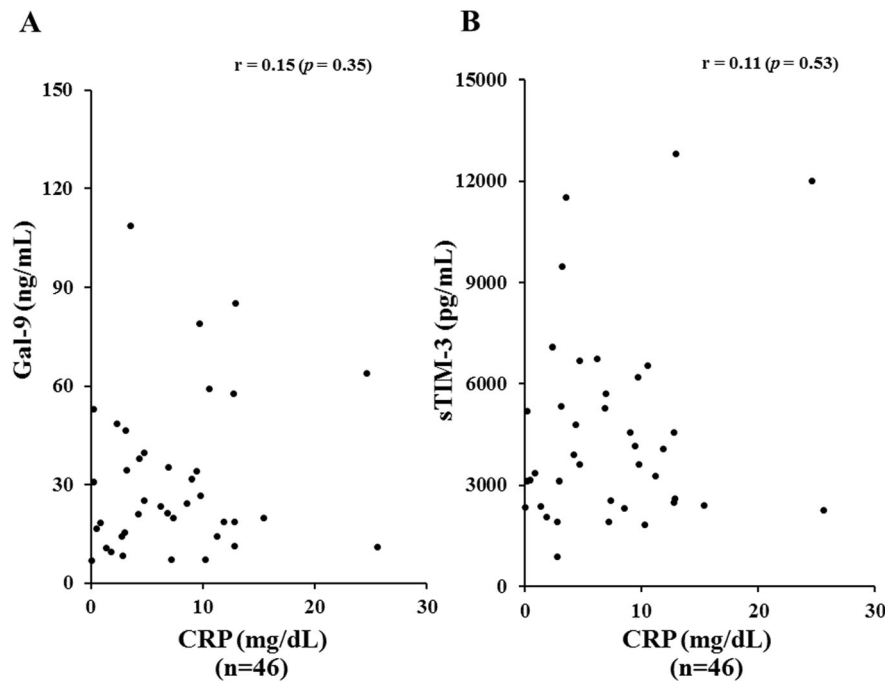 A
r = 0.15 (p = 0.35)
150
120
90
60
30
0
Gal-9 (ng/mL)
0 10 20 30
CRP (mg/dL)
(n=46)
B
r = 0.11 (p = 0.53)
15000
12000
9000
6000
3000
0
sTIM-3 (pg/mL)
0 10 20 30
CRP (mg/dL)
(n=46)